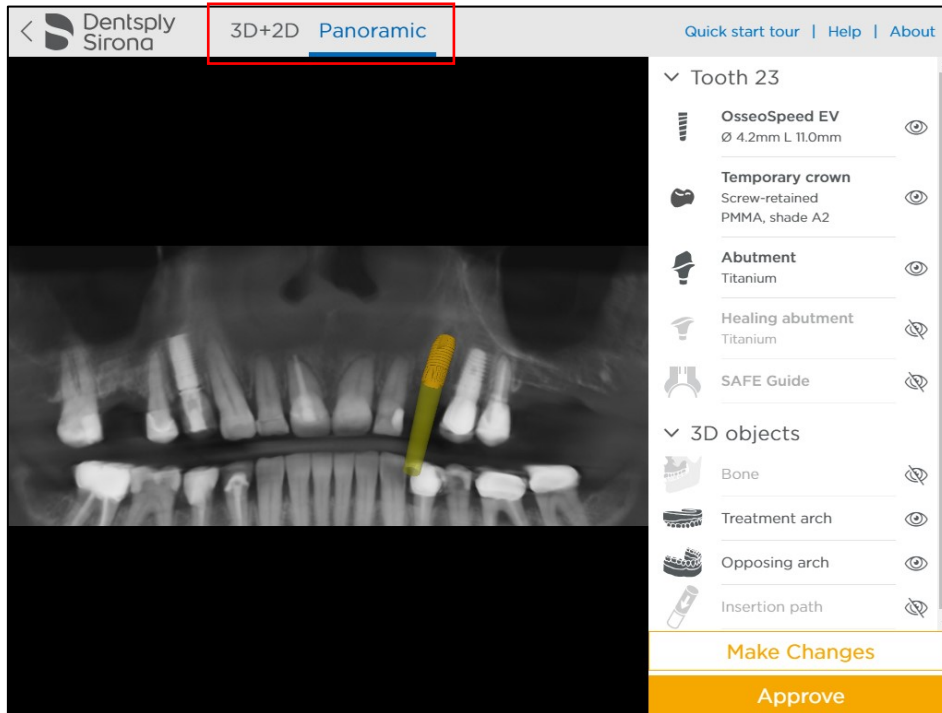 Dentsply
Sirona
3D+2D Panoramic
Quick start tour | Help | About
Tooth 23
OsseoSpeed EV
Ø 4.2mm L 11.0mm
Temporary crown
Screw-retained
PMMA, shade A2
Abutment
Titanium
Healing abutment
Titanium
SAFE Guide
3D objects
Bone
Treatment arch
Opposing arch
Insertion path
Make Changes
Approve